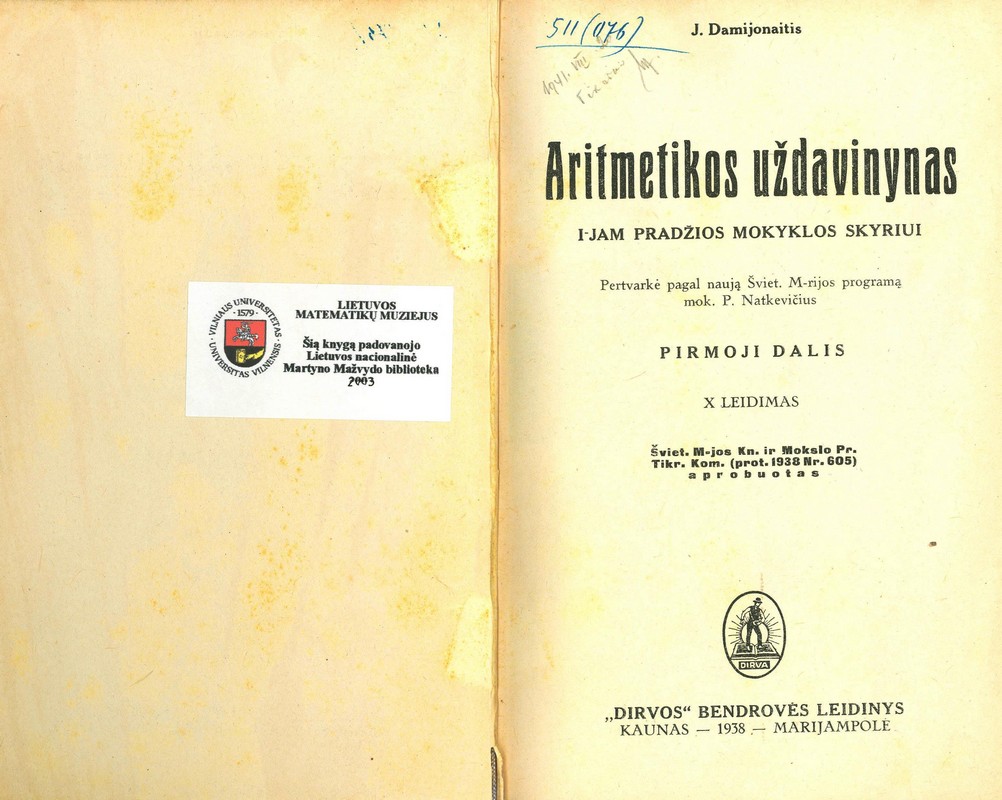 VILNIAUS UNIVERSITETAS
· 1579 ·
UNIVERSITAS VILNENSIS
LIETUVOS
MATEMATIKŲ MUZIEJUS
Šią knygą padovanojo
Lietuvos nacionalinė
Martyno Mažvydo biblioteka
2003
511(076)
J. Damijonaitis
1941. VIII
Aritmetikos uždavinynas
I-JAM PRADŽIOS MOKYKLOS SKYRIUI
Pertvarkė pagal naują Šviet. M-rijos programą
mok. P. Natkevičius
PIRMOJI DALIS
X LEIDIMAS
Šviet. M-jos Kn. ir Mokslo Pr.
Tikr. Kom. (prot. 1938 Nr. 605)
aprobuotas
DIRVA
„DIRVOS“ BENDROVĖS LEIDINYS
KAUNAS — 1938 — MARIJAMPOLĖ